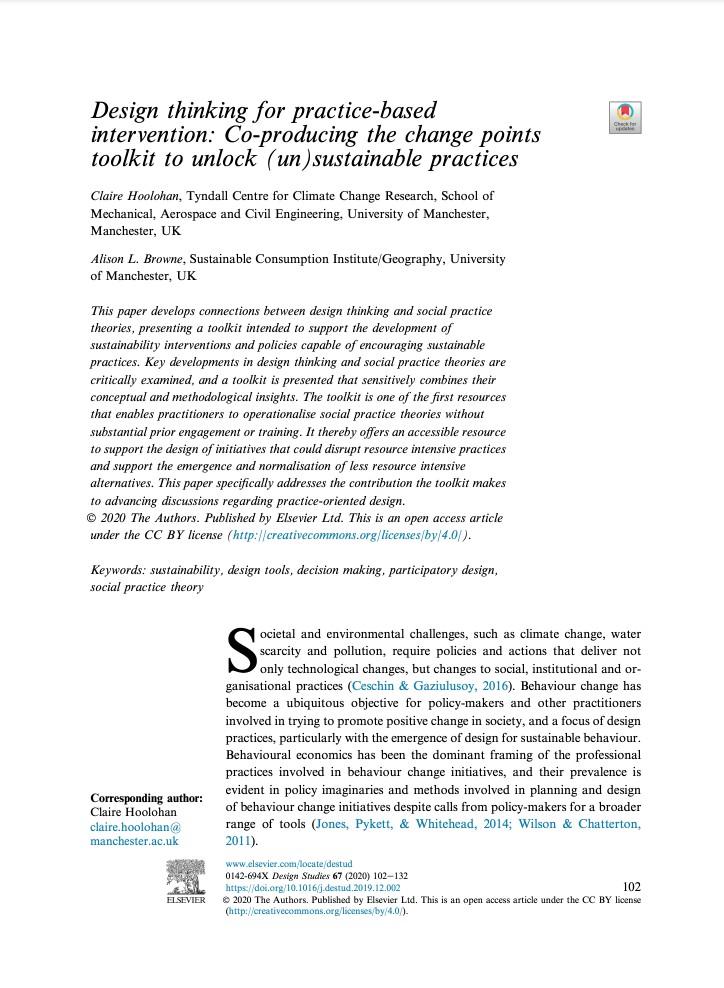 Design thinking for practice-based
intervention: Co-producing the change points
toolkit to unlock (un)sustainable practices
Check for
updates
Claire Hoolohan, Tyndall Centre for Climate Change Research, School of
Mechanical, Aerospace and Civil Engineering, University of Manchester,
Manchester, UK
Alison L. Browne, Sustainable Consumption Institute/Geography, University
of Manchester, UK
This paper develops connections between design thinking and social practice
theories, presenting a toolkit intended to support the development of
sustainability interventions and policies capable of encouraging sustainable
practices. Key developments in design thinking and social practice theories are
critically examined, and a toolkit is presented that sensitively combines their
conceptual and methodological insights. The toolkit is one of the first resources
that enables practitioners to operationalise social practice theories without
substantial prior engagement or training. It thereby offers an accessible resource
to support the design of initiatives that could disrupt resource intensive practices
and support the emergence and normalisation of less resource intensive
alternatives. This paper specifically addresses the contribution the toolkit makes
to advancing discussions regarding practice-oriented design.
© 2020 The Authors. Published by Elsevier Ltd. This is an open access article
under the CC BY license (http://creativecommons.org/licenses/by/4.0/).
Keywords: sustainability, design tools, decision making, participatory design,
social practice theory
Societal and environmental challenges, such as climate change, water
scarcity and pollution, require policies and actions that deliver not
only technological changes, but changes to social, institutional and or-
ganisational practices (Ceschin & Gaziulusoy, 2016). Behaviour change has
become a ubiquitous objective for policy-makers and other practitioners
involved in trying to promote positive change in society, and a focus of design
practices, particularly with the emergence of design for sustainable behaviour.
Behavioural economics has been the dominant framing of the professional
practices involved in behaviour change initiatives, and their prevalence is
evident in policy imaginaries and methods involved in planning and design
of behaviour change initiatives despite calls from policy-makers for a broader
range of tools (Jones, Pykett, & Whitehead, 2014; Wilson & Chatterton,
2011).
Corresponding author:
Claire Hoolohan
claire.hoolohan@
manchester.ac.uk
ELSEVIER
www.elsevier.com/locate/destud
0142-694X Design Studies 67 (2020) 102–132
https://doi.org/10.1016/j.destud.2019.12.002
102
© 2020 The Authors. Published by Elsevier Ltd. This is an open access article under the CC BY license
(http://creativecommons.org/licenses/by/4.0/).